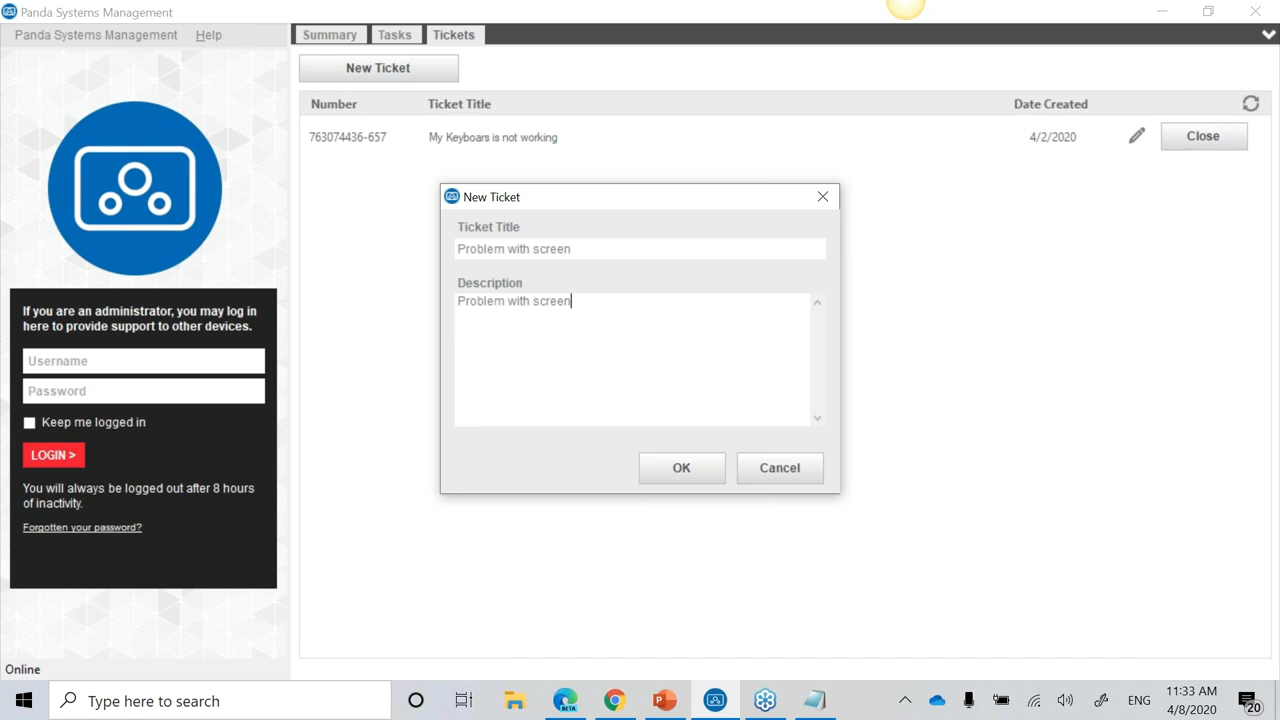 Panda Systems Management
Panda Systems Management Help
Summary Tasks Tickets
New Ticket
Number Ticket Title Date Created
763074436-657 My Keyboars is not working 4/2/2020 Close
New Ticket
Ticket Title
Problem with screen
Description
Problem with screen
OK Cancel
If you are an administrator, you may log in
here to provide support to other devices.
Username
Password
Keep me logged in
LOGIN >
You will always be logged out after 8 hours
of inactivity.
Forgotten your password?
Online
Type here to search
BETA
ENG
11:33 AM
4/8/2020
20